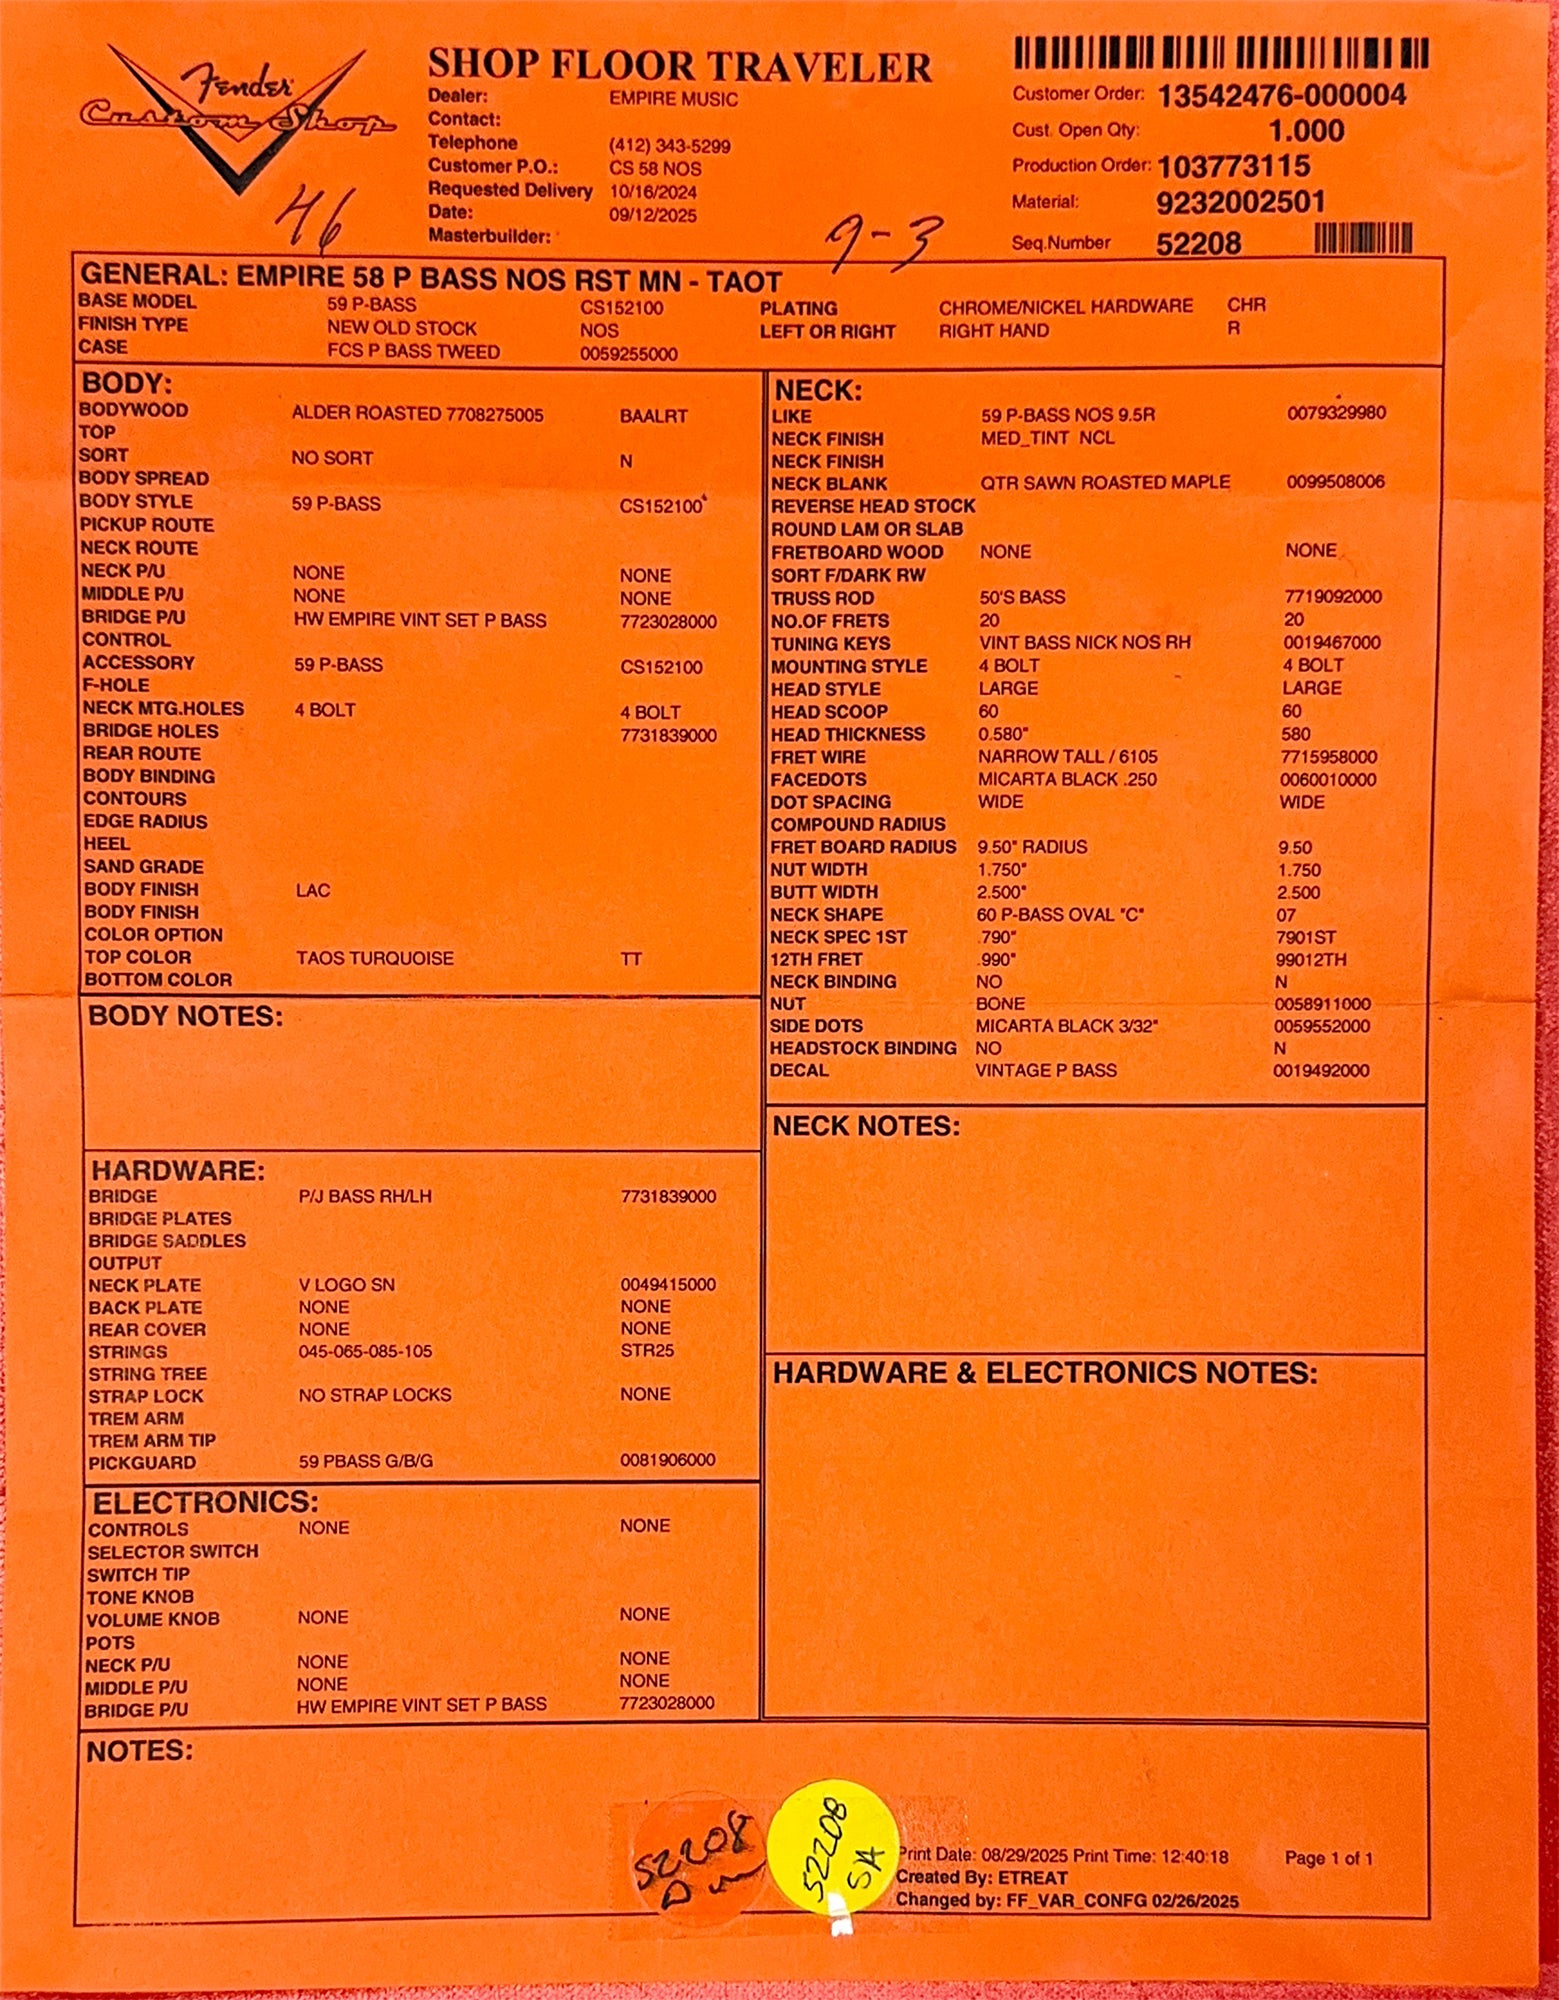 Fender
Custom Shop
SHOP FLOOR TRAVELER
Dealer: EMPIRE MUSIC
Contact:
Telephone (412) 343-5299
Customer P.O.: CS 58 NOS
Requested Delivery 10/16/2024
Date: 09/12/2025
Masterbuilder:
46
9-3
Customer Order: 13542476-000004
Cust. Open Qty: 1.000
Production Order: 103773115
Material: 9232002501
Seq.Number 52208
GENERAL: EMPIRE 58 P BASS NOS RST MN - TAOT
BASE MODEL 59 P-BASS CS152100 PLATING CHROME/NICKEL HARDWARE CHR
FINISH TYPE NEW OLD STOCK NOS LEFT OR RIGHT RIGHT HAND R
CASE FCS P BASS TWEED 0059255000
BODY:
BODYWOOD ALDER ROASTED 7708275005 BAALRT
TOP
SORT NO SORT N
BODY SPREAD
BODY STYLE 59 P-BASS CS152100
PICKUP ROUTE
NECK ROUTE
NECK P/U NONE NONE
MIDDLE P/U NONE NONE
BRIDGE P/U HW EMPIRE VINT SET P BASS 7723028000
CONTROL
ACCESSORY 59 P-BASS CS152100
F-HOLE
NECK MTG.HOLES 4 BOLT 4 BOLT
BRIDGE HOLES 7731839000
REAR ROUTE
BODY BINDING
CONTOURS
EDGE RADIUS
HEEL
SAND GRADE
BODY FINISH LAC
BODY FINISH
COLOR OPTION
TOP COLOR TAOS TURQUOISE TT
BOTTOM COLOR
BODY NOTES:
HARDWARE:
BRIDGE P/J BASS RH/LH 7731839000
BRIDGE PLATES
BRIDGE SADDLES
OUTPUT
NECK PLATE V LOGO SN 0049415000
BACK PLATE NONE NONE
REAR COVER NONE NONE
STRINGS 045-065-085-105 STR25
STRING TREE
STRAP LOCK NO STRAP LOCKS NONE
TREM ARM
TREM ARM TIP
PICKGUARD 59 PBASS G/B/G 0081906000
ELECTRONICS:
CONTROLS NONE NONE
SELECTOR SWITCH
SWITCH TIP
TONE KNOB
VOLUME KNOB NONE NONE
POTS
NECK P/U NONE NONE
MIDDLE P/U NONE NONE
BRIDGE P/U HW EMPIRE VINT SET P BASS 7723028000
NECK:
LIKE 59 P-BASS NOS 9.5R 0079329980
NECK FINISH MED_TINT NCL
NECK FINISH
NECK BLANK QTR SAWN ROASTED MAPLE 0099508006
REVERSE HEAD STOCK
ROUND LAM OR SLAB
FRETBOARD WOOD NONE NONE
SORT F/DARK RW
TRUSS ROD 50'S BASS 7719092000
NO.OF FRETS 20 20
TUNING KEYS VINT BASS NICK NOS RH 0019467000
MOUNTING STYLE 4 BOLT 4 BOLT
HEAD STYLE LARGE LARGE
HEAD SCOOP 60 60
HEAD THICKNESS 0.580" 580
FRET WIRE NARROW TALL / 6105 7715958000
FACEDOTS MICARTA BLACK .250 0060010000
DOT SPACING WIDE WIDE
COMPOUND RADIUS
FRET BOARD RADIUS 9.50" RADIUS 9.50
NUT WIDTH 1.750" 1.750
BUTT WIDTH 2.500" 2.500
NECK SHAPE 60 P-BASS OVAL "C" 07
NECK SPEC 1ST .790" 7901ST
12TH FRET .990" 99012TH
NECK BINDING NO N
NUT BONE 0058911000
SIDE DOTS MICARTA BLACK 3/32" 0059552000
HEADSTOCK BINDING NO N
DECAL VINTAGE P BASS 0019492000
NECK NOTES:
HARDWARE & ELECTRONICS NOTES:
NOTES:
52208
52208
SA
Print Date: 08/29/2025 Print Time: 12:40:18 Page 1 of 1
Created By: ETREAT
Changed by: FF_VAR_CONFG 02/26/2025